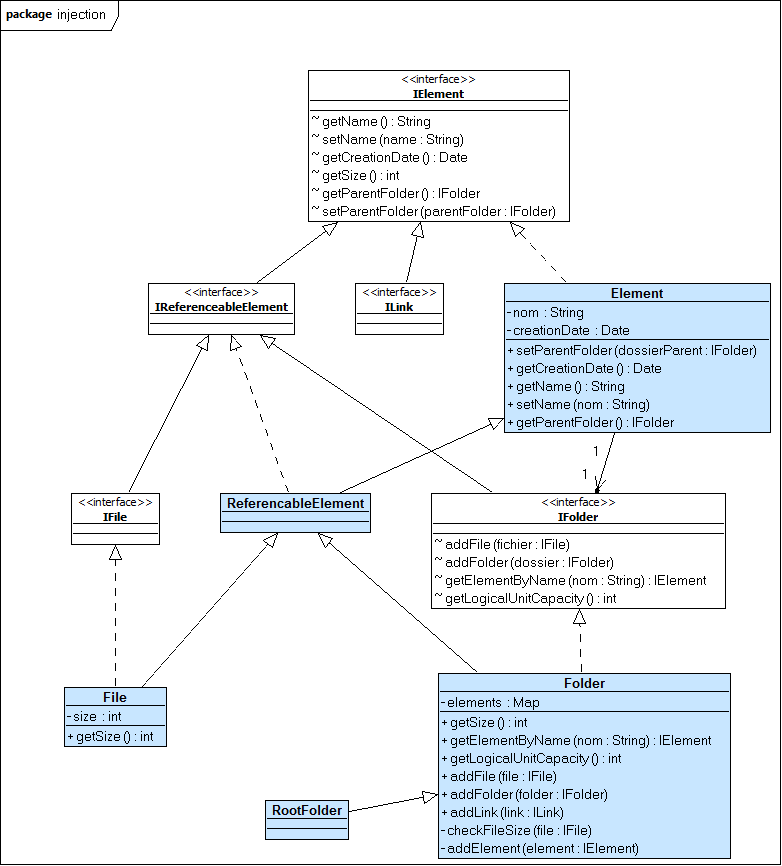 package injection
<<interface>>
IElement
~ getName () : String
~ setName (name : String)
~ getCreationDate () : Date
~ getSize () : int
~ getParentFolder () : IFolder
~ setParentFolder (parentFolder : IFolder)
<<interface>>
IReferenceableElement
<<interface>>
ILink
Element
- nom : String
- creationDate : Date
+ setParentFolder (dossierParent : IFolder)
+ getCreationDate () : Date
+ getName () : String
+ setName (nom : String)
+ getParentFolder () : IFolder
1
1
<<interface>>
IFile
ReferencableElement
<<interface>>
IFolder
~ addFile (fichier : IFile)
~ addFolder (dossier : IFolder)
~ getElementByName (nom : String) : IElement
~ getLogicalUnitCapacity () : int
File
- size : int
+ getSize () : int
Folder
- elements : Map
+ getSize () : int
+ getElementByName (nom : String) : IElement
+ getLogicalUnitCapacity () : int
+ addFile (file : IFile)
+ addFolder (folder : IFolder)
+ addLink (link : ILink)
- checkFileSize (file : IFile)
- addElement (element : IElement)
RootFolder